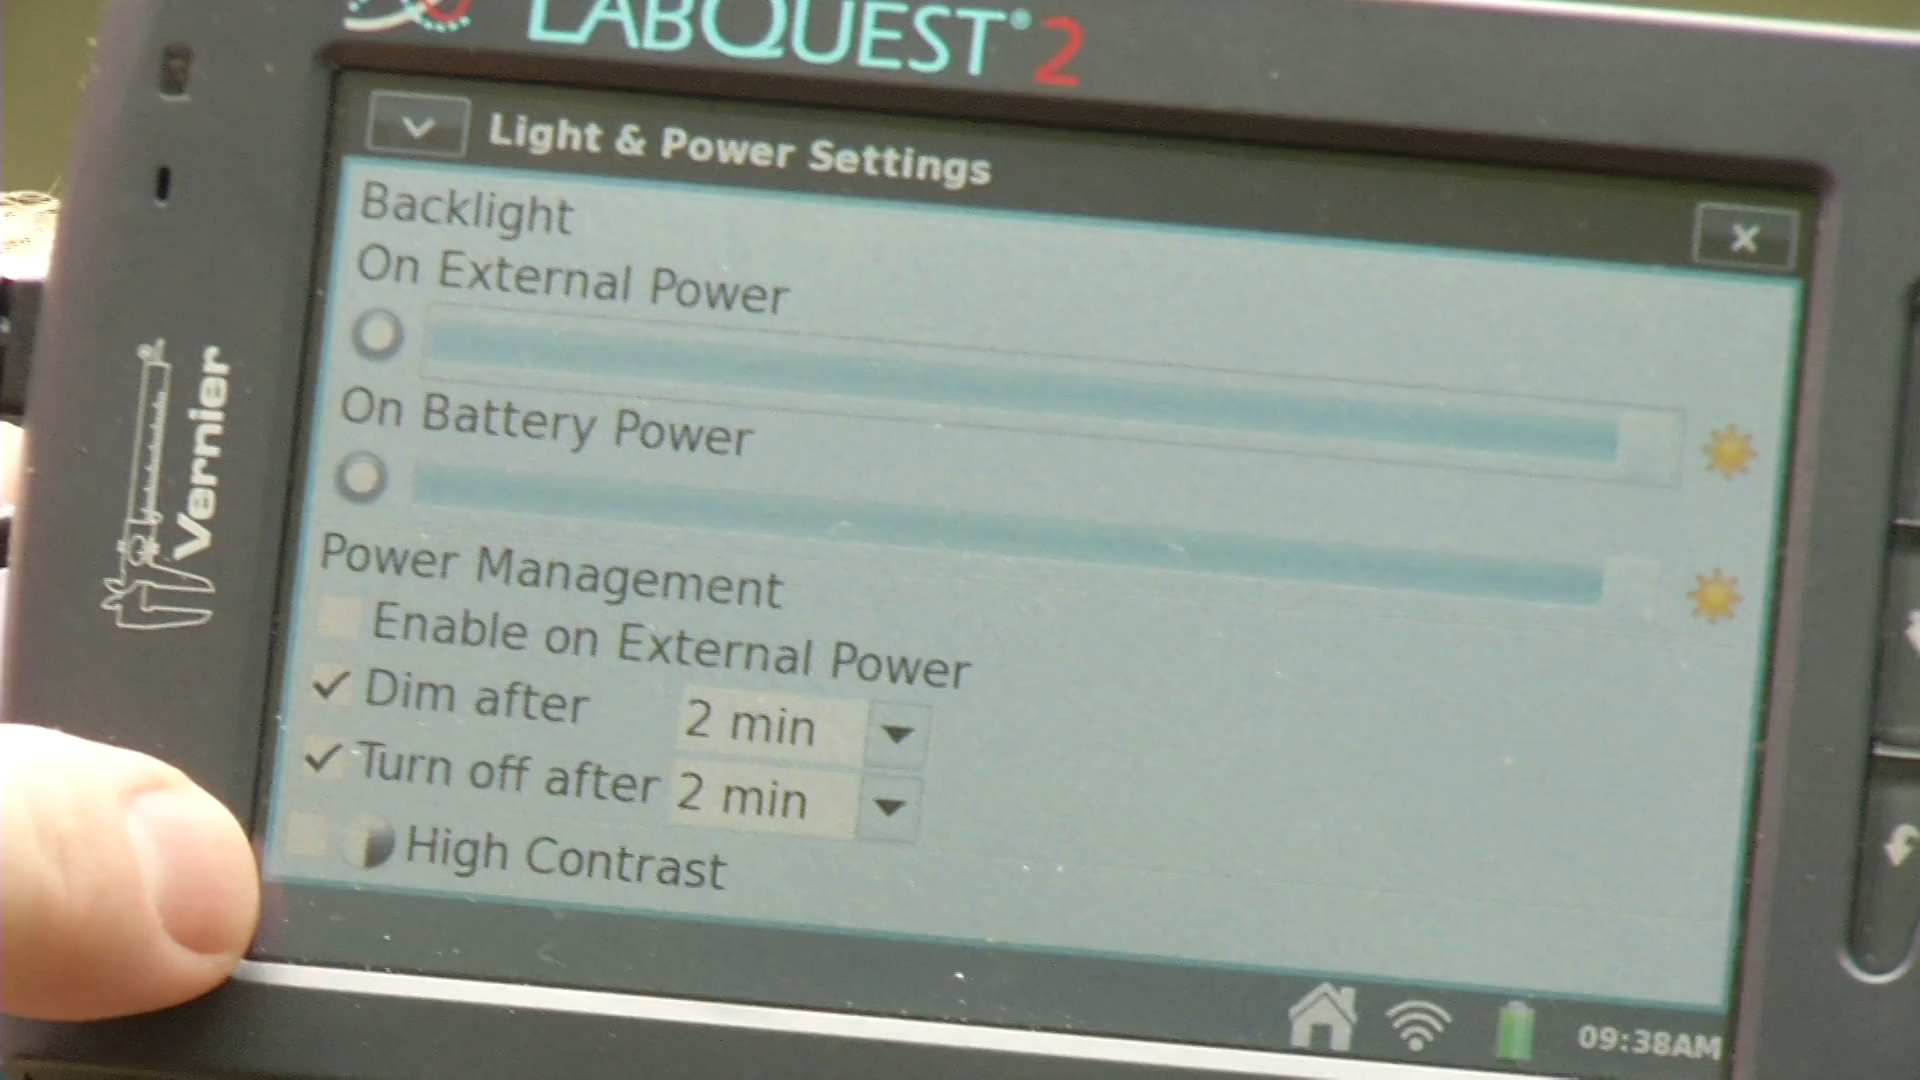 LABQUEST® 2
Light & Power Settings
Backlight
On External Power
On Battery Power
Power Management
Enable on External Power
Dim after 2 min
Turn off after 2 min
High Contrast
09:38AM
Vernier